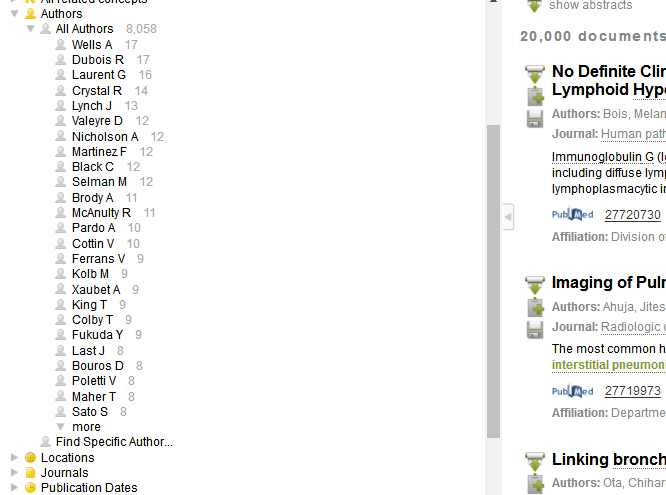 All related concepts
Authors
All Authors 8,058
Wells A 17
Dubois R 17
Laurent G 16
Crystal R 14
Lynch J 13
Valeyre D 12
Nicholson A 12
Martinez F 12
Black C 12
Selman M 12
Brody A 11
McAnulty R 11
Pardo A 10
Cottin V 10
Ferrans V 9
Kolb M 9
Xaubet A 9
King T 9
Colby T 9
Fukuda Y 9
Last J 8
Bouros D 8
Poletti V 8
Maher T 8
Sato S 8
more
Find Specific Author...
Locations
Journals
Publication Dates
show abstracts
20,000 documents
No Definite Clin
Lymphoid Hype
Authors: Bois, Melan
Journal: Human path
Immunoglobulin G (I
including diffuse lymp
lymphoplasmacytic in
PubMed 27720730
Affiliation: Division of
Imaging of Puln
Authors: Ahuja, Jites
Journal: Radiologic c
The most common h
interstitial pneumoni
PubMed 27719973
Affiliation: Departme
Linking bronch
Authors: Ota, Chihar